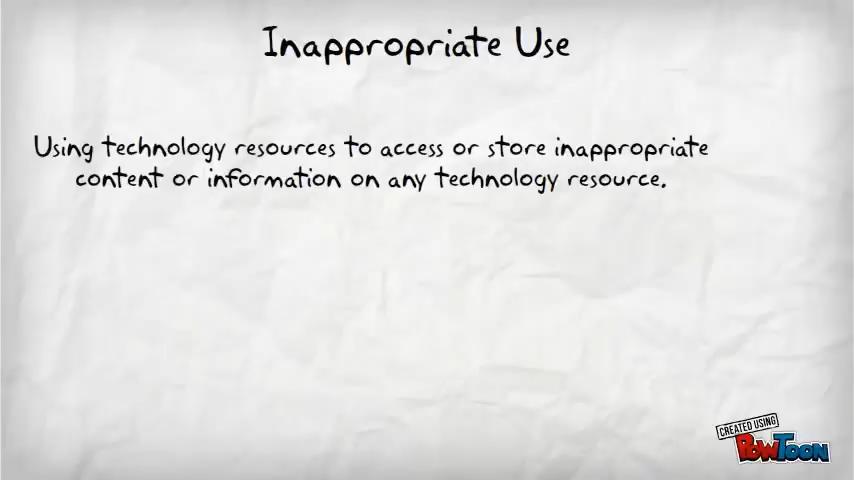 Inappropriate Use
Using technology resources to access or store inappropriate
content or information on any technology resource.
CREATED USING
POWTOON